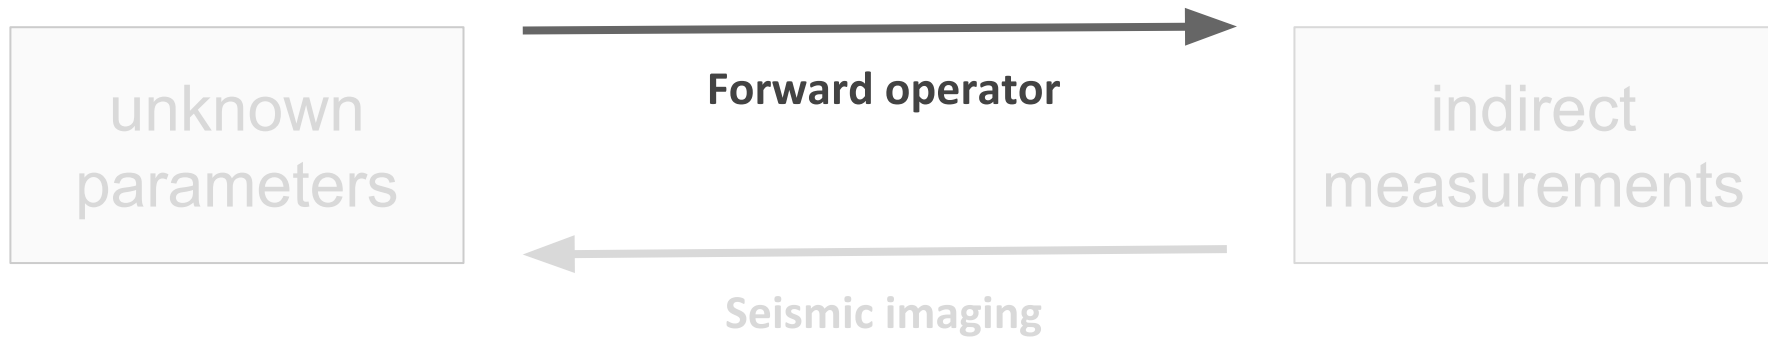 unknown
parameters
Forward operator
Seismic imaging
indirect
measurements